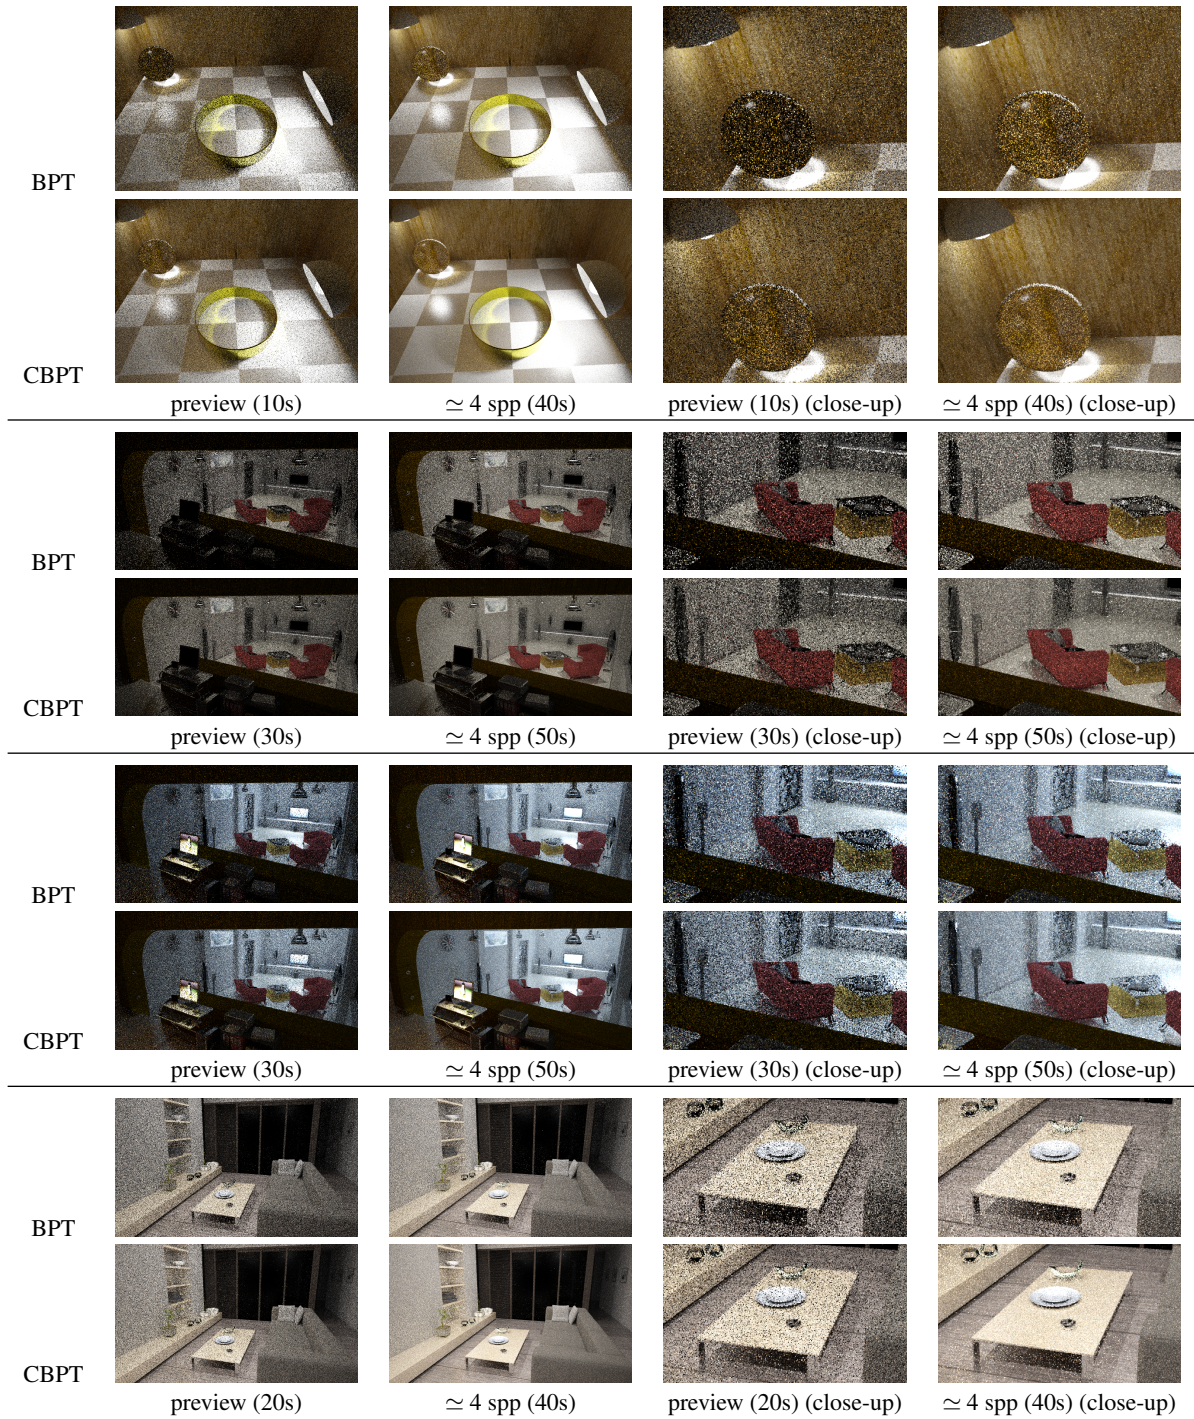 BPT
CBPT
preview (10s) ≃ 4 spp (40s) preview (10s) (close-up) ≃ 4 spp (40s) (close-up)
BPT
CBPT
preview (30s) ≃ 4 spp (50s) preview (30s) (close-up) ≃ 4 spp (50s) (close-up)
BPT
CBPT
preview (30s) ≃ 4 spp (50s) preview (30s) (close-up) ≃ 4 spp (50s) (close-up)
BPT
CBPT
preview (20s) ≃ 4 spp (40s) preview (20s) (close-up) ≃ 4 spp (40s) (close-up)